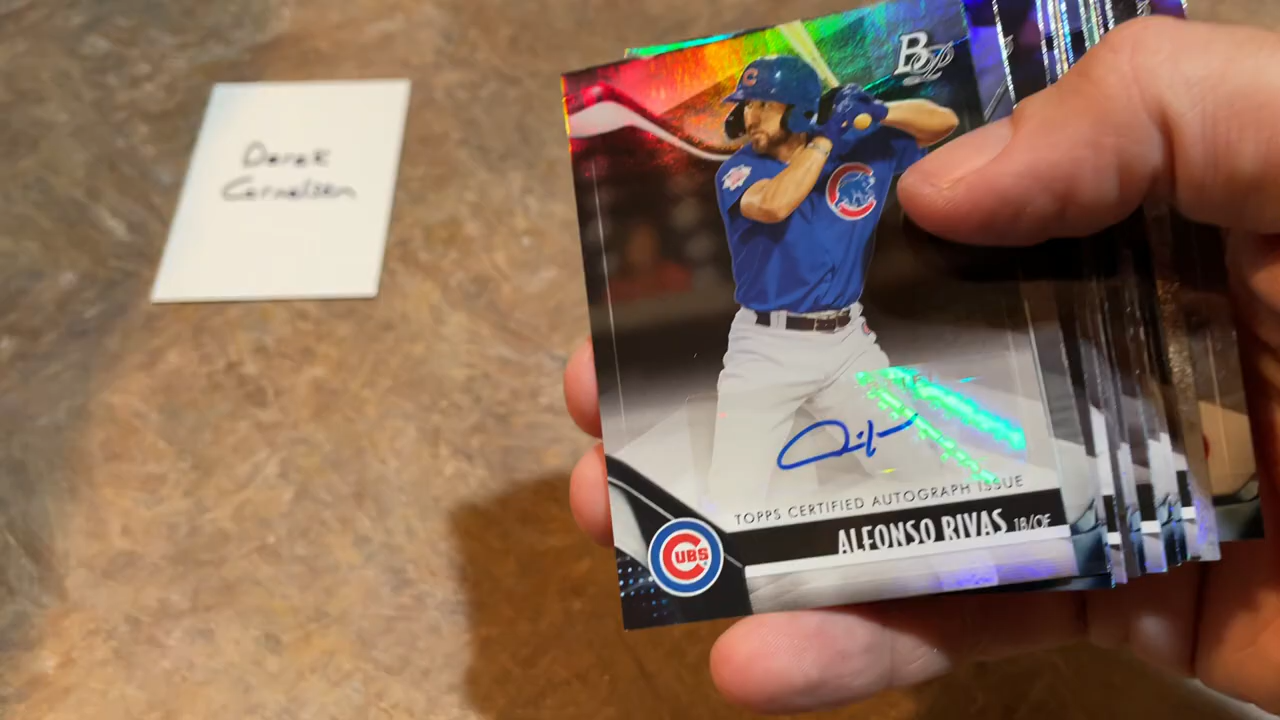 Derek
Cornelsen
BP
C
C
TOPPS CERTIFIED AUTOGRAPH ISSUE
ALFONSO RIVAS 1B/OF
CUBS